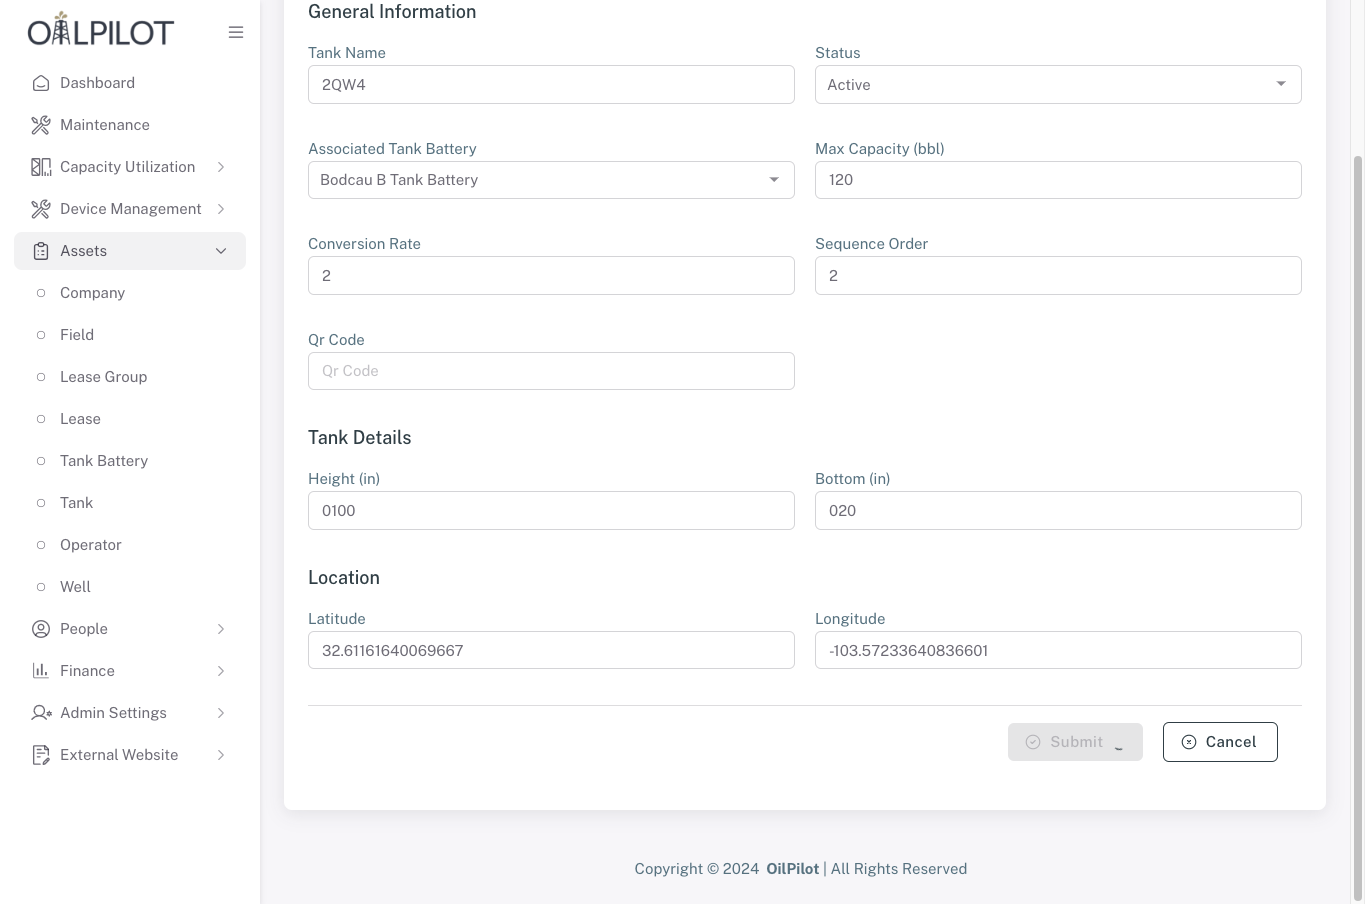 OILPILOT
Dashboard
Maintenance
Capacity Utilization
Device Management
Assets
Company
Field
Lease Group
Lease
Tank Battery
Tank
Operator
Well
People
Finance
Admin Settings
External Website
General Information
Tank Name
2QW4
Status
Active
Associated Tank Battery
Bodcau B Tank Battery
Max Capacity (bbl)
120
Conversion Rate
2
Sequence Order
2
Qr Code
Qr Code
Tank Details
Height (in)
0100
Bottom (in)
020
Location
Latitude
32.61161640069667
Longitude
-103.57233640836601
Submit
Cancel
Copyright © 2024 OilPilot | All Rights Reserved